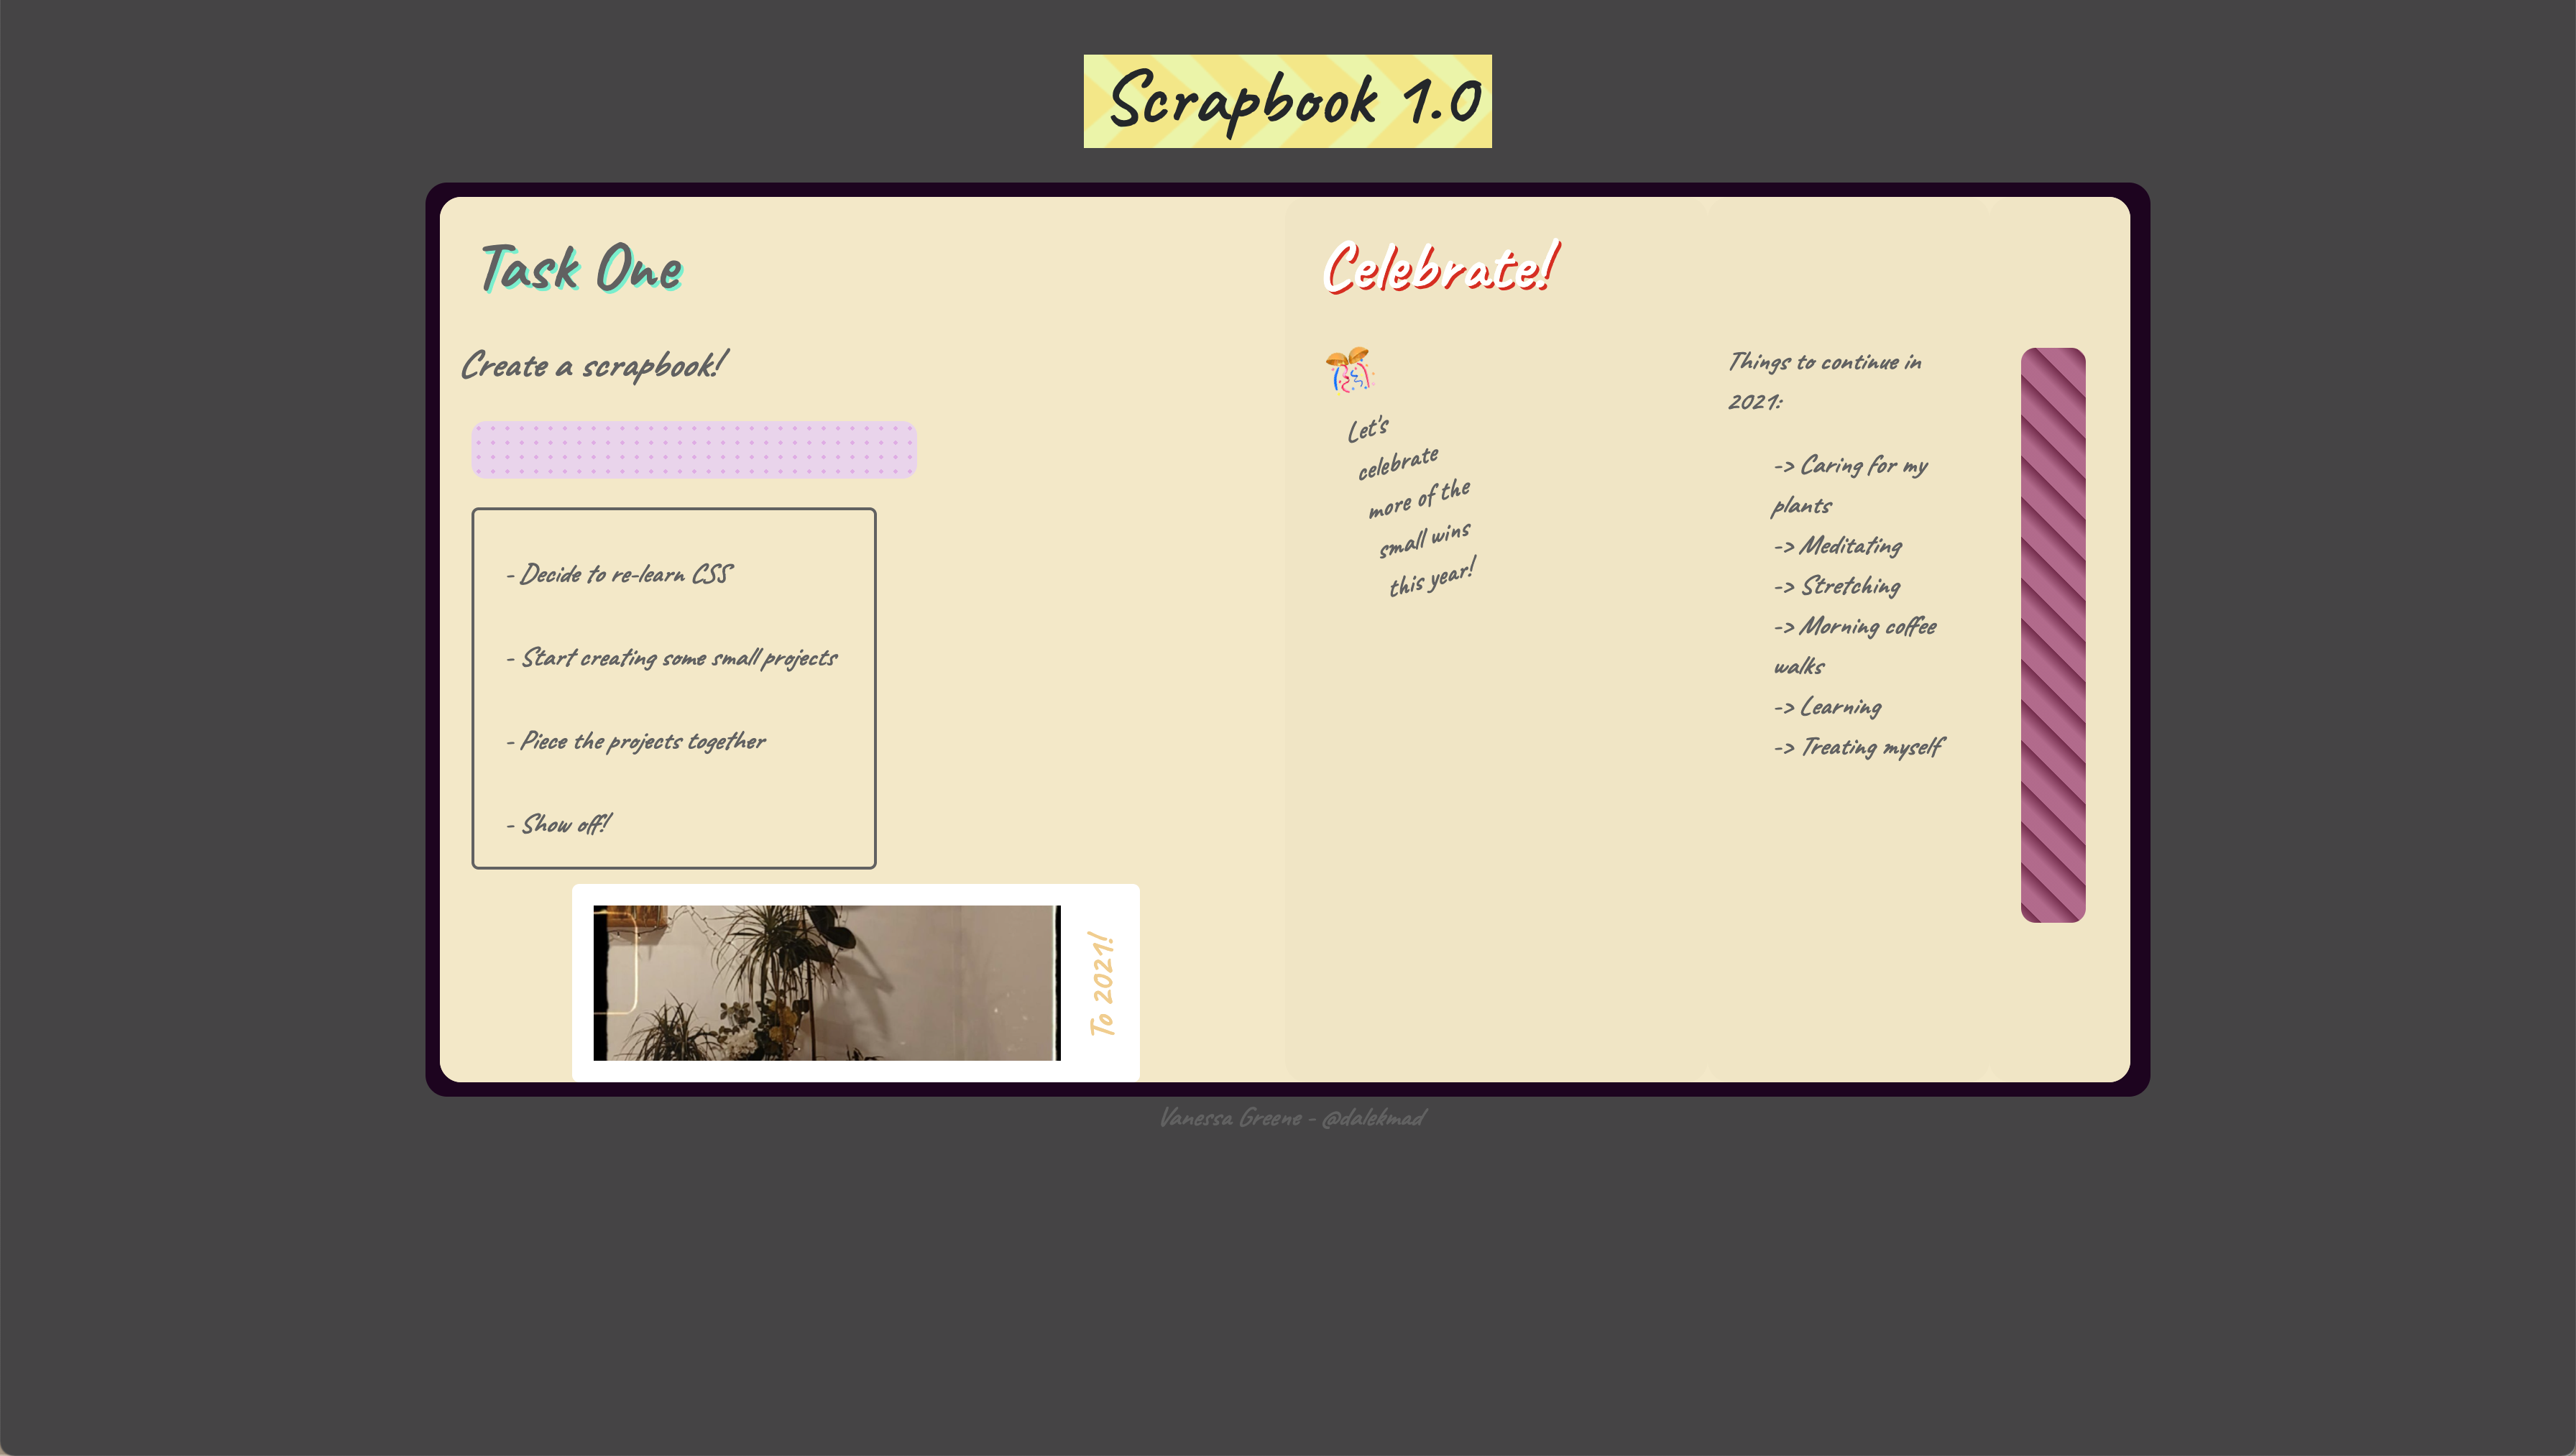 Scrapbook 1.0
Task One
Create a scrapbook!
- Decide to re-learn CSS
- Start creating some small projects
- Piece the projects together
- Show off!
To 2021!
Celebrate!
Let's
celebrate
more of the
small wins
this year!
Things to continue in
2021:
-> Caring for my
plants
-> Meditating
-> Stretching
-> Morning coffee
walks
-> Learning
-> Treating myself
Vanessa Greene - @dalekmad